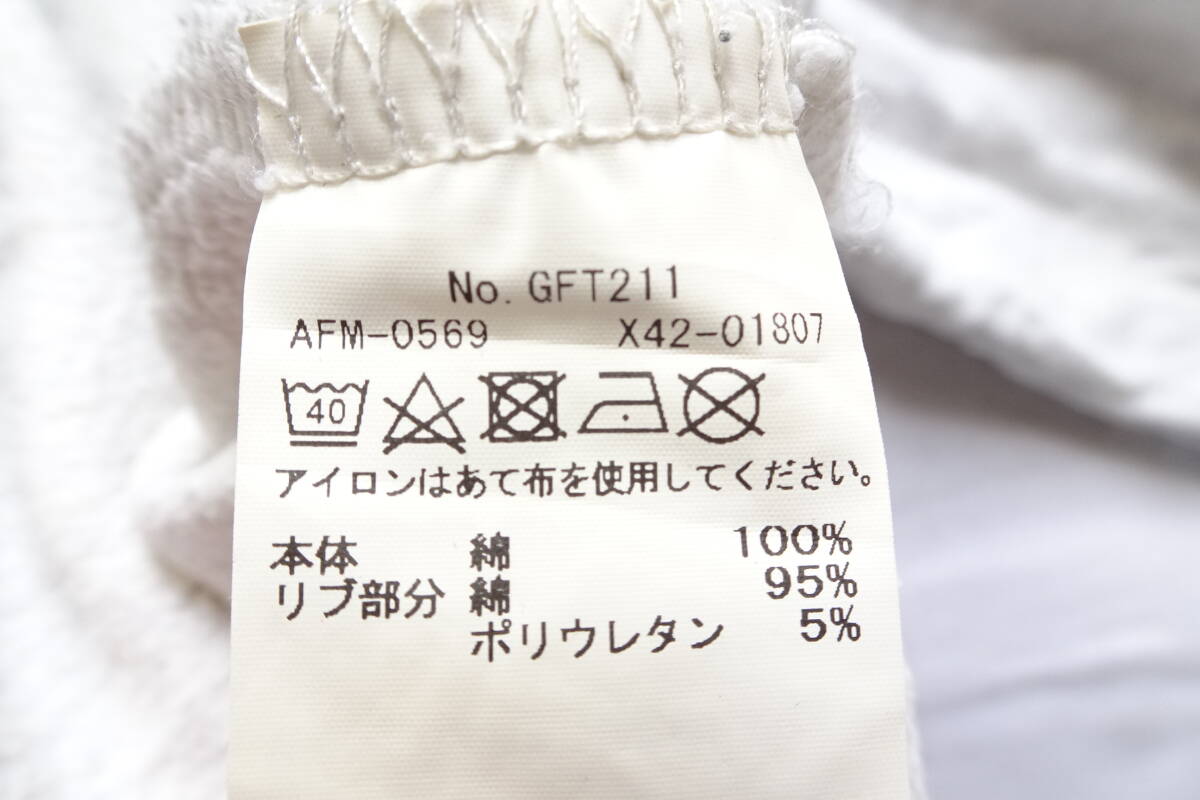 No. GFT211
AFM-0569 X42-01807
40
アイロンはあて布を使用してください。
本体 綿 100%
リブ部分 綿 95%
ポリウレタン 5%